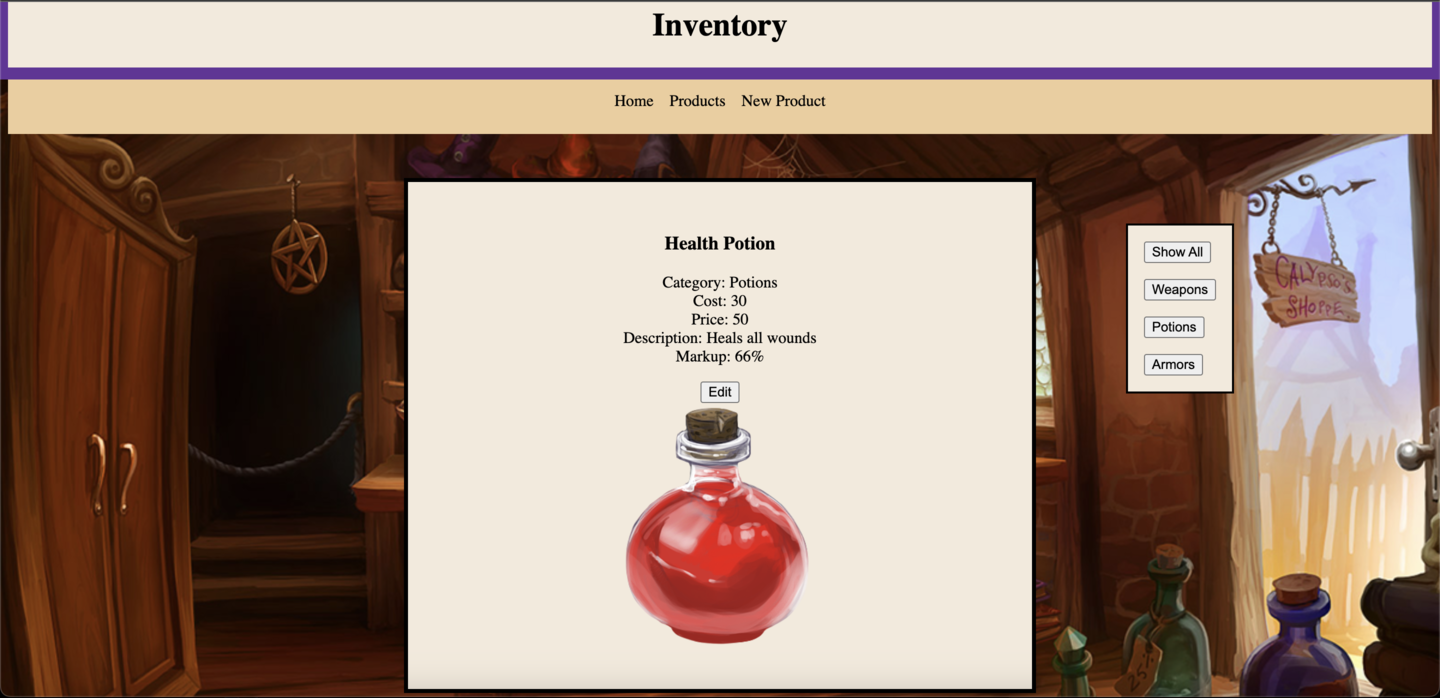 Inventory
Home Products New Product
Health Potion
Category: Potions
Cost: 30
Price: 50
Description: Heals all wounds
Markup: 66%
Edit
Show All
Weapons
Potions
Armors
CALYPSO'S
SHOPPE